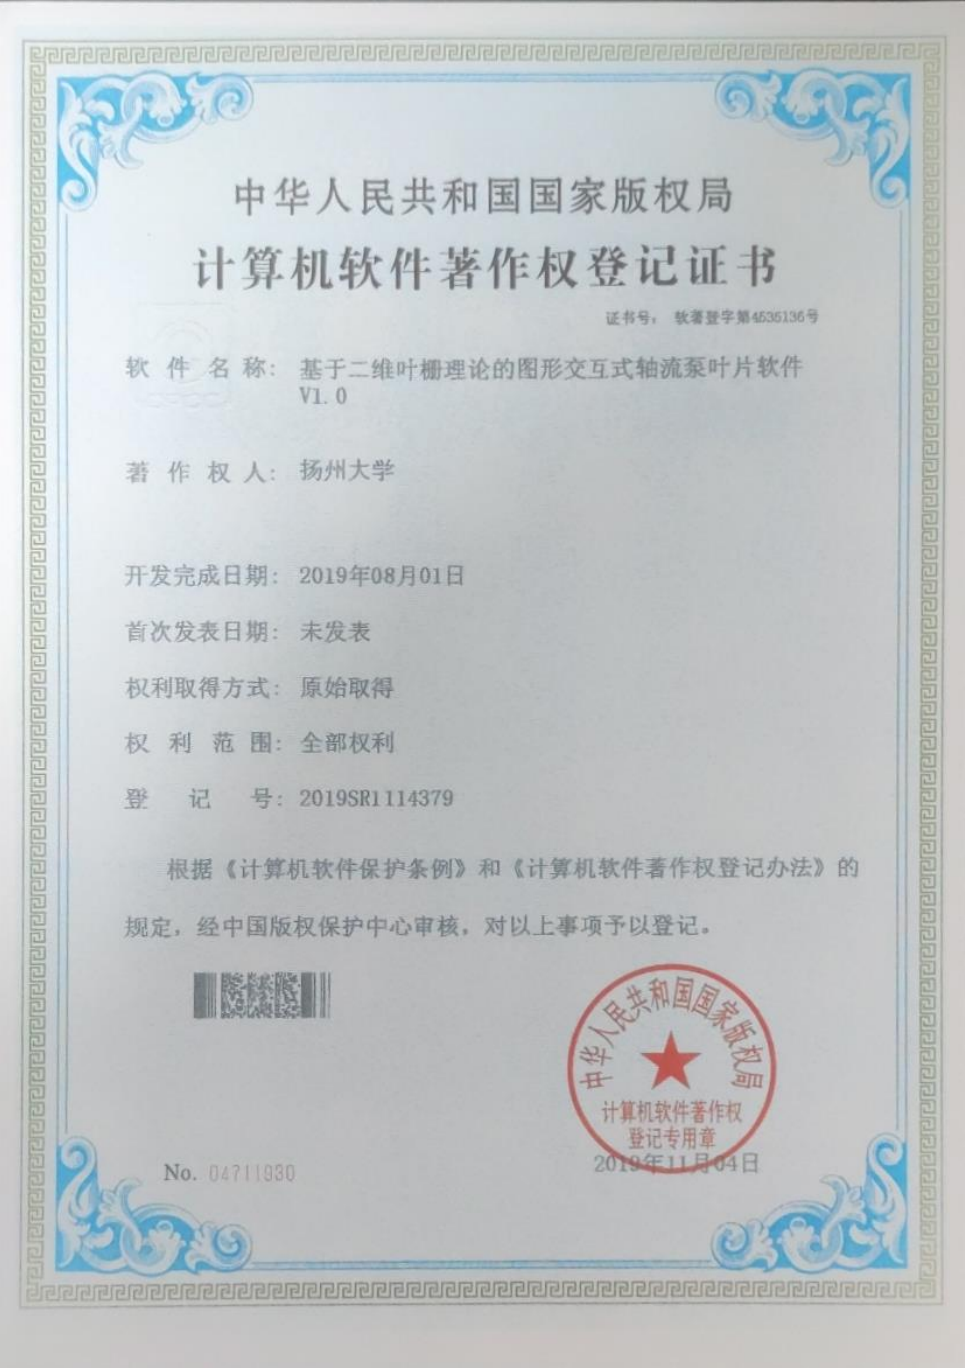 中华人民共和国国家版权局
计算机软件著作权登记证书
证书号: 软著登字第4535136号
软件名称: 基于二维叶栅理论的图形交互式轴流泵叶片软件
V1.0
著作权人: 扬州大学
开发完成日期: 2019年08月01日
首次发表日期: 未发表
权利取得方式: 原始取得
权利范围: 全部权利
登记号: 2019SR1114379
根据《计算机软件保护条例》和《计算机软件著作权登记办法》的
规定，经中国版权保护中心审核，对以上事项予以登记。
中华人民共和国国家版权局
计算机软件著作权
登记专用章
2019年11月04日
No. 04711930